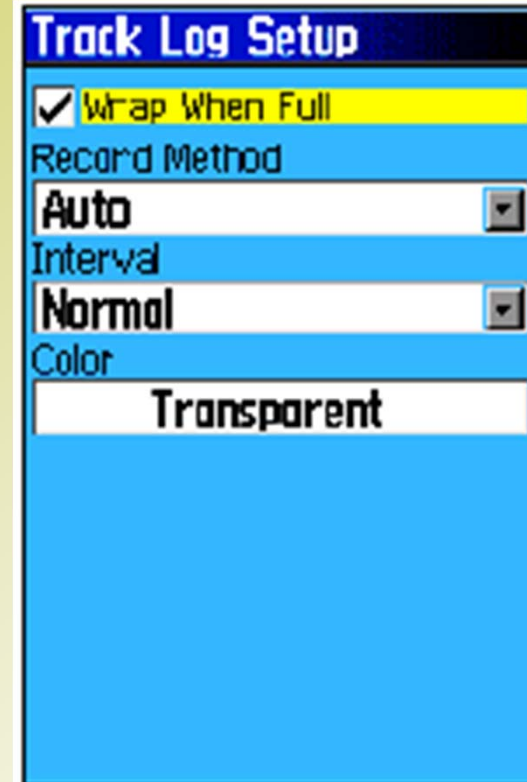 Track Log Setup
Wrap When Full
Record Method
Auto
Interval
Normal
Color
Transparent